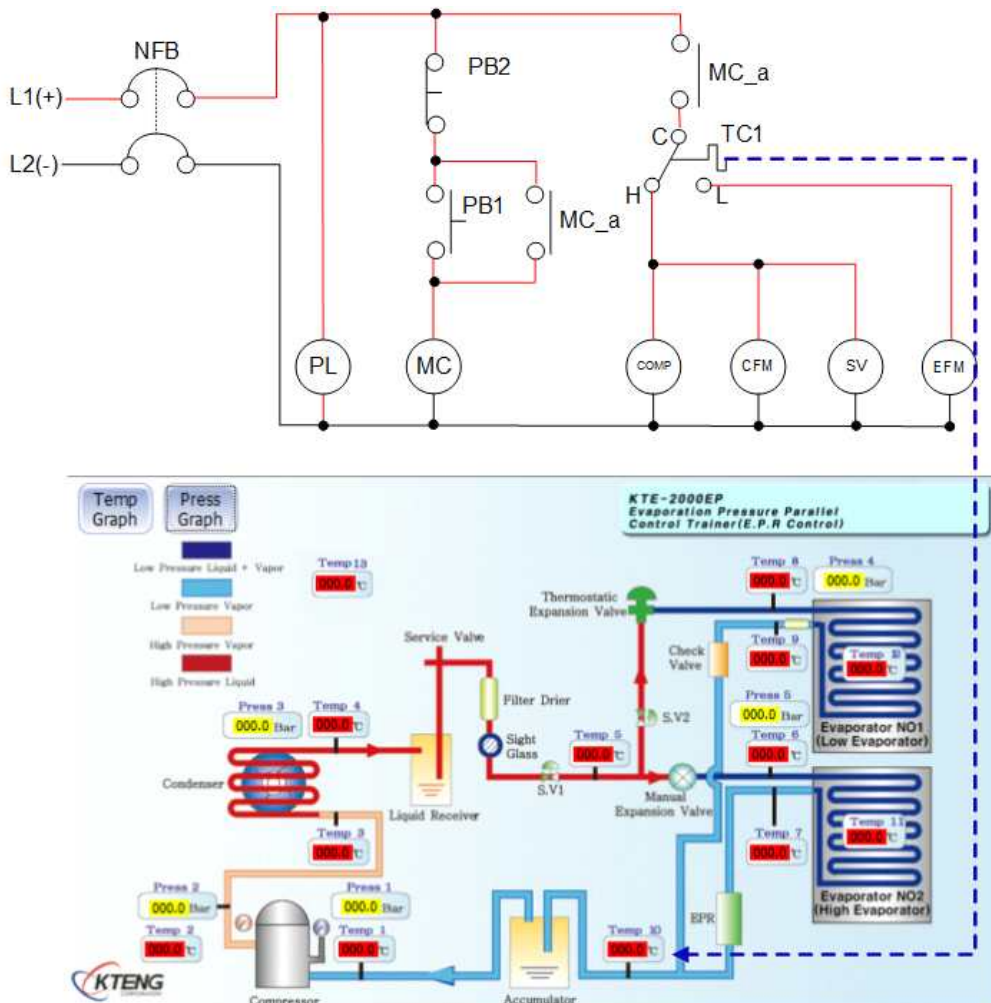 NFB
L1(+)
L2(-)
PB2
PB1
MC_a
MC_a
C
TC1
H
L
PL
MC
COMP
CFM
SV
EFM
Temp
Graph
Press
Graph
KTE-2000EP
Evaporation Pressure Parallel
Control Trainer(E.P.R Control)
Low Pressure Liquid + Vapor
Low Pressure Vapor
High Pressure Vapor
High Pressure Liquid
Temp 13
000.0 ℃
Service Valve
Thermostatic
Expansion Valve
Temp 8
000.0 ℃
Press 4
000.0 Bar
Check
Valve
Temp 9
000.0 ℃
Temp 12
000.0 ℃
Evaporator NO1
(Low Evaporator)
Press 3
000.0 Bar
Temp 4
000.0 ℃
Filter Drier
Sight
Glass
S.V2
Temp 5
000.0 ℃
S.V1
Press 5
000.0 Bar
Temp 6
000.0 ℃
Condenser
Liquid Receiver
Manual
Expansion Valve
Temp 3
000.0 ℃
Temp 7
000.0 ℃
Temp 11
000.0 ℃
Evaporator NO2
(High Evaporator)
Press 2
000.0 Bar
Temp 2
000.0 ℃
Press 1
000.0 Bar
Temp 1
000.0 ℃
EPR
Temp 10
000.0 ℃
KTENG
CORPORATION
Compressor
Accumulator